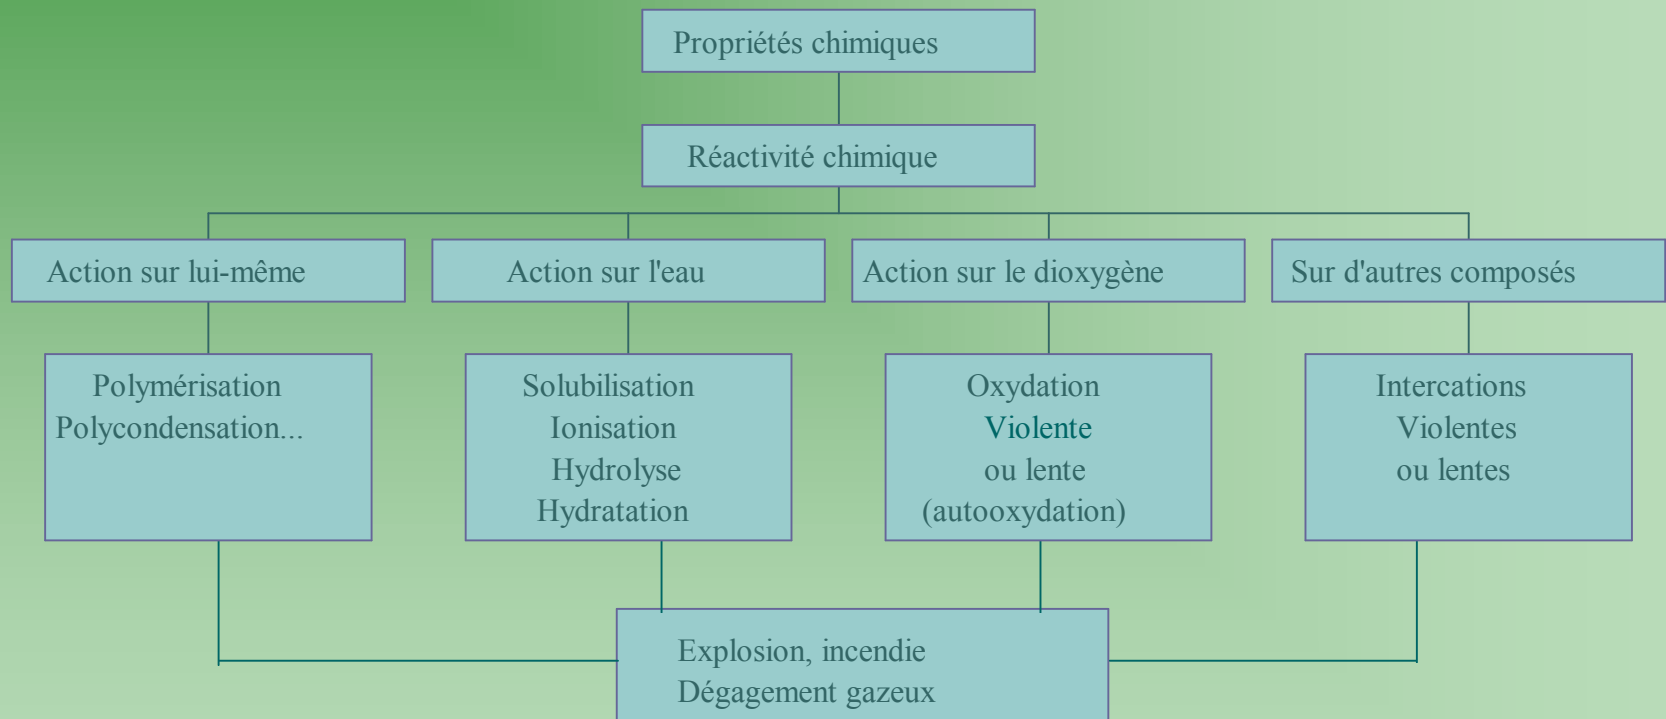 Propriétés chimiques
Réactivité chimique
Action sur lui-même
Action sur l'eau
Action sur le dioxygène
Sur d'autres composés
Polymérisation
Polycondensation...
Solubilisation
Ionisation
Hydrolyse
Hydratation
Oxydation
Violente
ou lente
(autooxydation)
Intercations
Violentes
ou lentes
Explosion, incendie
Dégagement gazeux